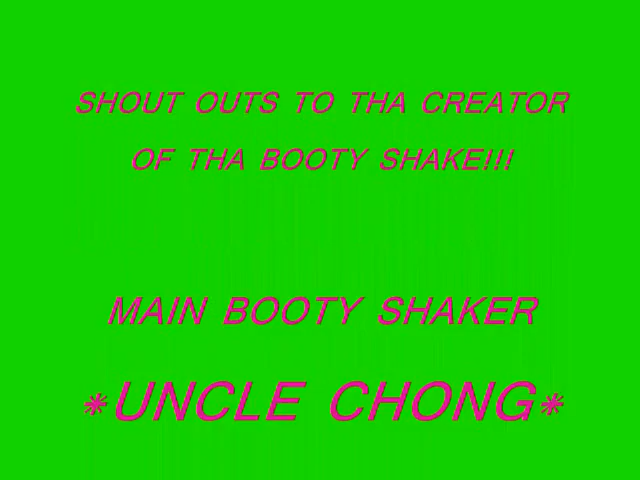 SHOUT OUTS TO THA CREATOR
OF THA BOOTY SHAKE!!!
MAIN BOOTY SHAKER
*UNCLE CHONG*